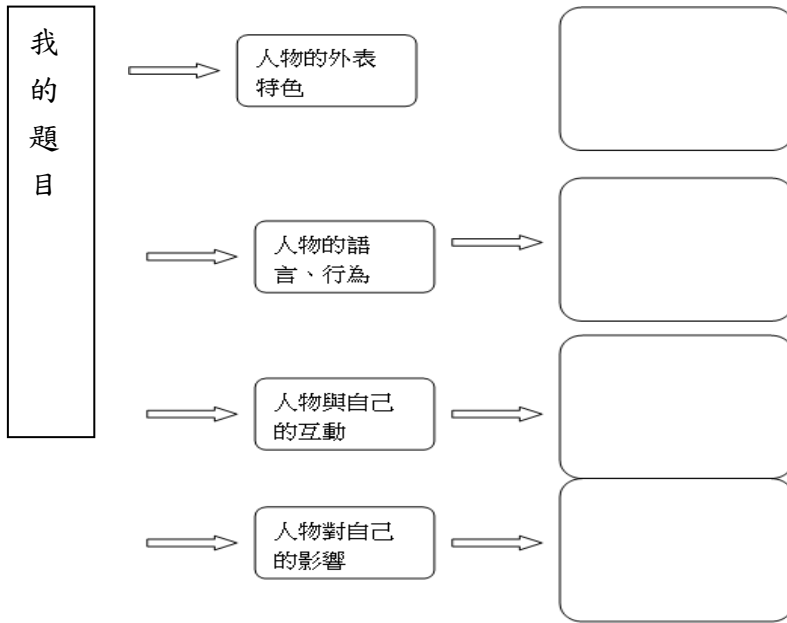 我的題目
人物的外表
特色
人物的語
言、行為
人物與自己
的互動
人物對自己
的影響